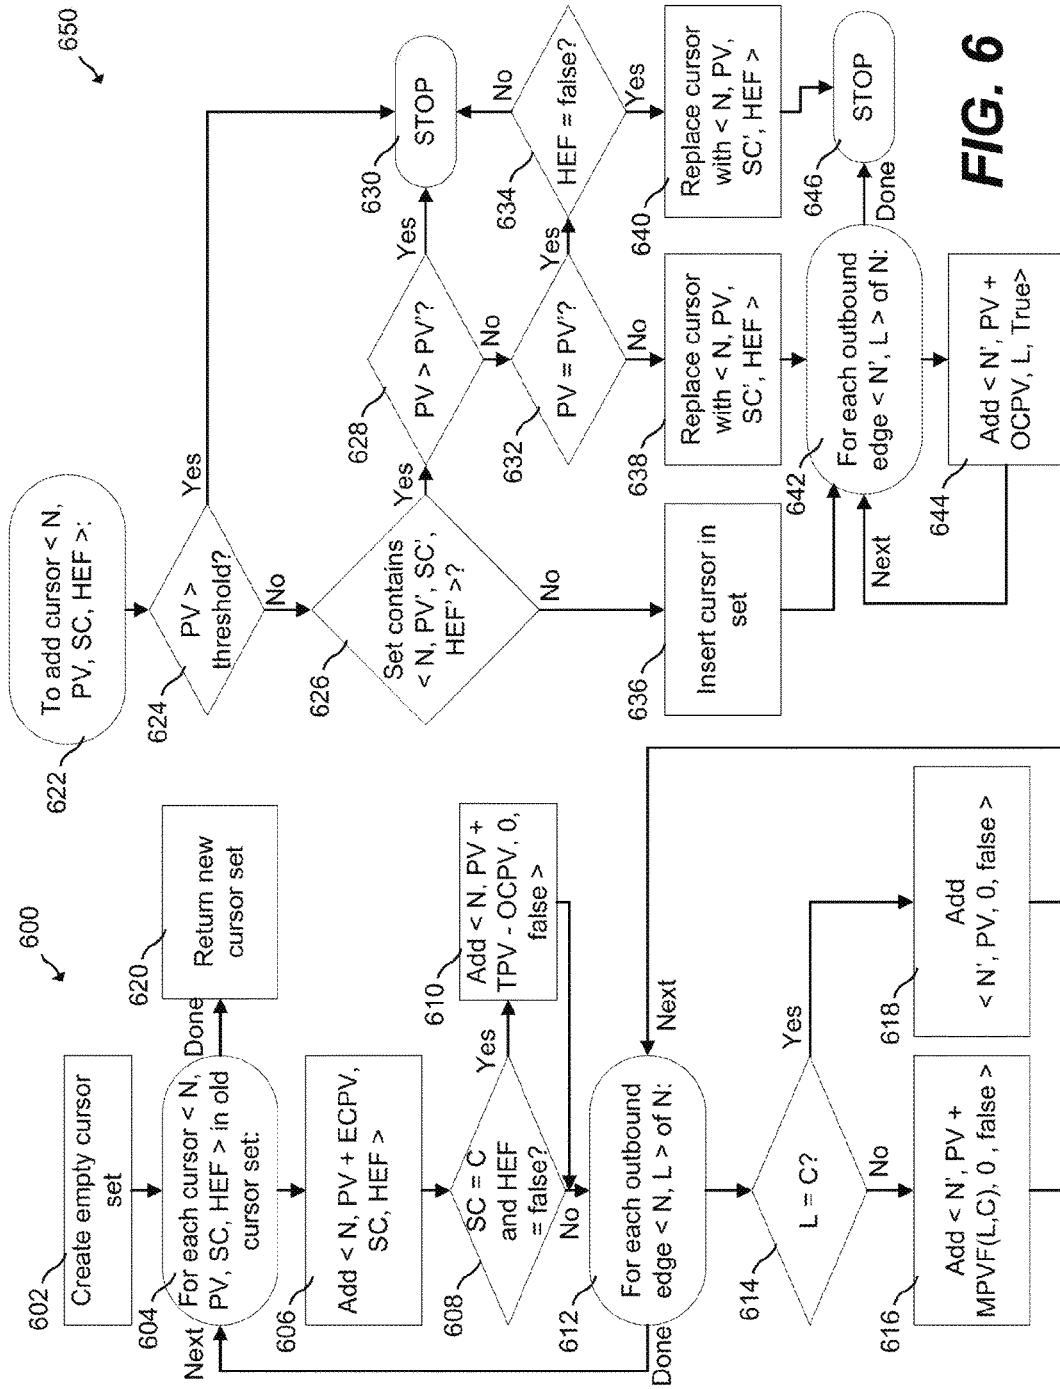 600
602
Create empty cursor
set
604
For each cursor < N,
PV, SC, HEF > in old
cursor set:
Next
Done
620
Return new
cursor set
606
Add < N, PV + ECPV,
SC, HEF >
608
SC = C
and HEF
= false?
Yes
No
610
Add < N, PV +
TPV - OCPV, 0,
false >
612
For each outbound
edge < N, L > of N:
Next
Done
614
L = C?
Yes
No
616
Add < N', PV +
MPVF(L,C), 0, false >
618
Add
< N', PV, 0, false >
650
622
To add cursor < N,
PV, SC, HEF >:
624
PV >
threshold?
Yes
No
626
Set contains
< N, PV', SC',
HEF' >?
Yes
No
628
PV > PV'?
Yes
No
630
STOP
632
PV = PV'?
Yes
No
634
HEF = false?
No
Yes
636
Insert cursor in
set
638
Replace cursor
with < N, PV,
SC', HEF >
640
Replace cursor
with < N, PV,
SC', HEF >
642
For each outbound
edge < N', L > of N:
Next
Done
644
Add < N', PV +
OCPV, L, True>
646
STOP
FIG. 6